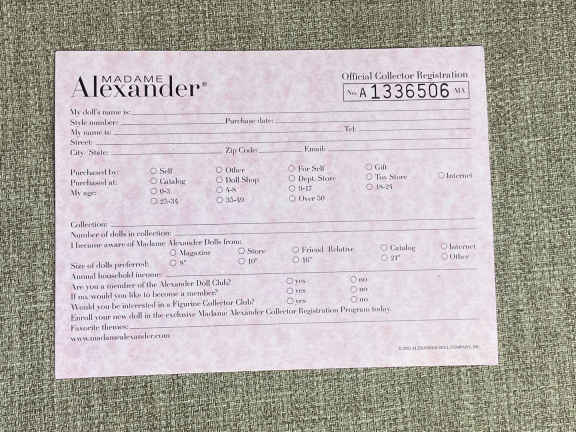 MADAME
Alexander®
Official Collector Registration
No. A 1336506 MA
My doll's name is:
Style number: Purchase date:
My name is: Tel:
Street:
City/State: Zip Code: Email:
Purchased by: Self Other For Self Gift
Purchased at: Catalog Doll Shop Dept. Store Toy Store Internet
My age: 0-3 4-8 9-17 18-24
25-34 35-49 Over 50
Collection:
Number of dolls in collection:
I became aware of Madame Alexander Dolls from:
Magazine Store Friend/Relative Catalog Internet
Size of dolls preferred: 8" 10" 16" 21" Other
Annual household income:
Are you a member of the Alexander Doll Club? yes no
If no, would you like to become a member? yes no
Would you be interested in a Figurine Collector Club? yes no
Enroll your new doll in the exclusive Madame Alexander Collector Registration Program today.
Favorite themes:
www.madamealexander.com
ALEXANDER DOLL COMPANY, INC.